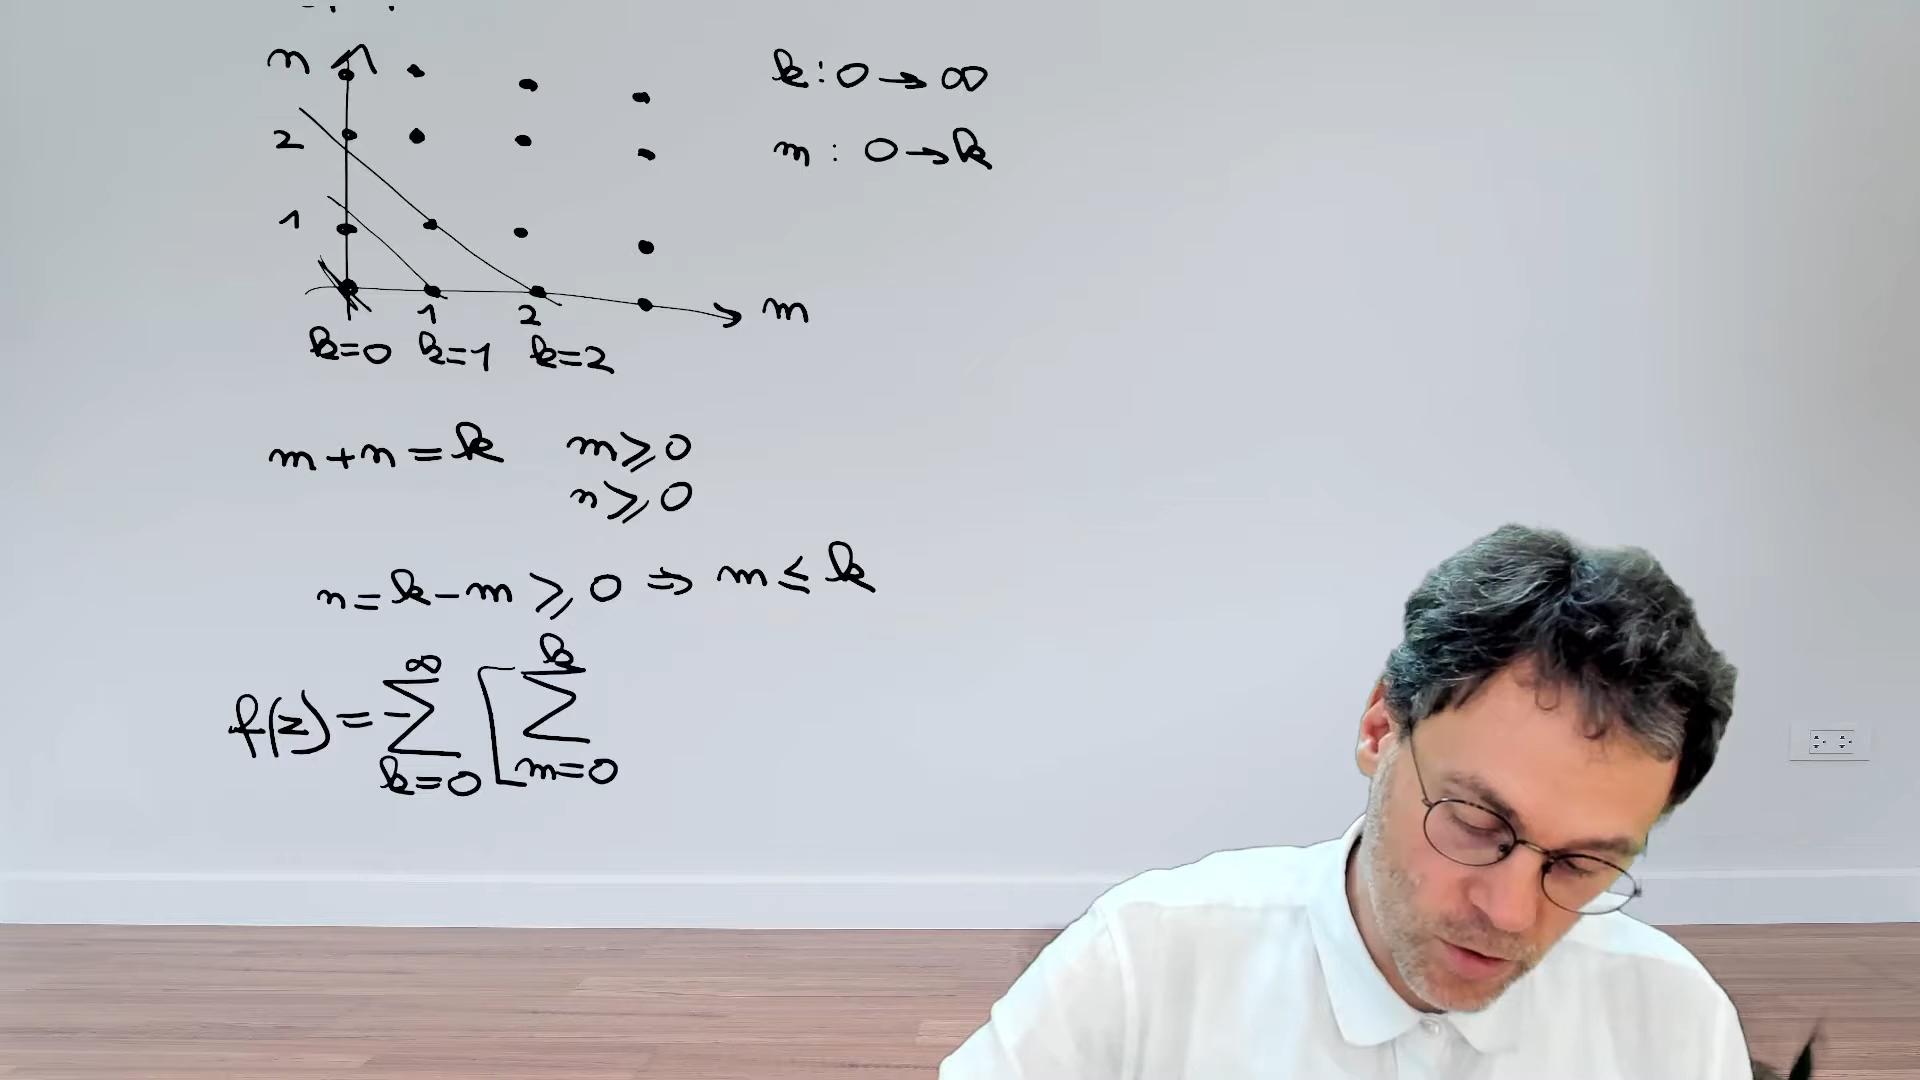 n
k : 0 → ∞
2
m : 0 → k
1
1 2 m
k=0 k=1 k=2
m + n = k m ⩾ 0
n ⩾ 0
n = k - m ⩾ 0 ⇒ m ≤ k
∞ k
f(z) = Σ [ Σ
k=0 m=0